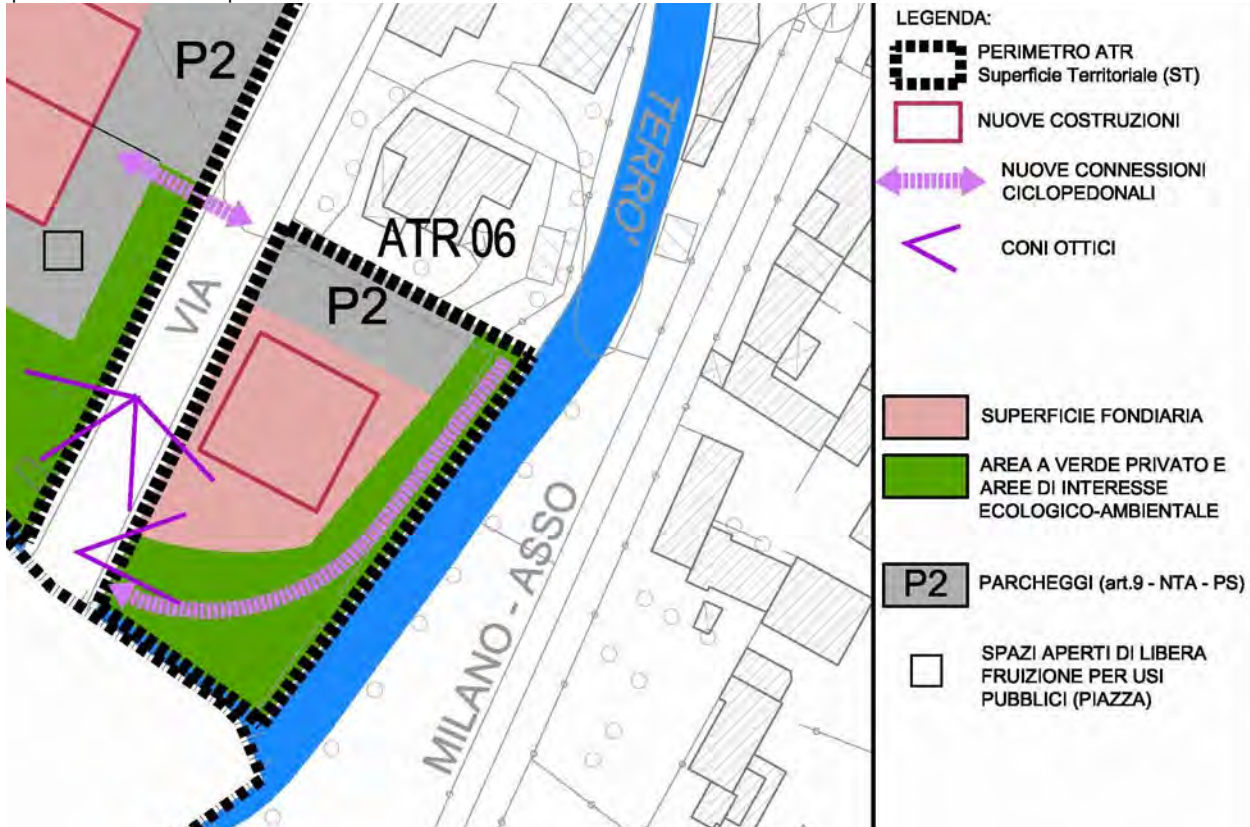 P2
ATR 06
P2
VIA
TERRO'
MILANO - ASSO
LEGENDA:
PERIMETRO ATR
Superficie Territoriale (ST)
NUOVE COSTRUZIONI
NUOVE CONNESSIONI
CICLOPEDONALI
CONI OTTICI
SUPERFICIE FONDIARIA
AREA A VERDE PRIVATO E
AREE DI INTERESSE
ECOLOGICO-AMBIENTALE
P2
PARCHEGGI (art.9 - NTA - PS)
SPAZI APERTI DI LIBERA
FRUIZIONE PER USI
PUBBLICI (PIAZZA)